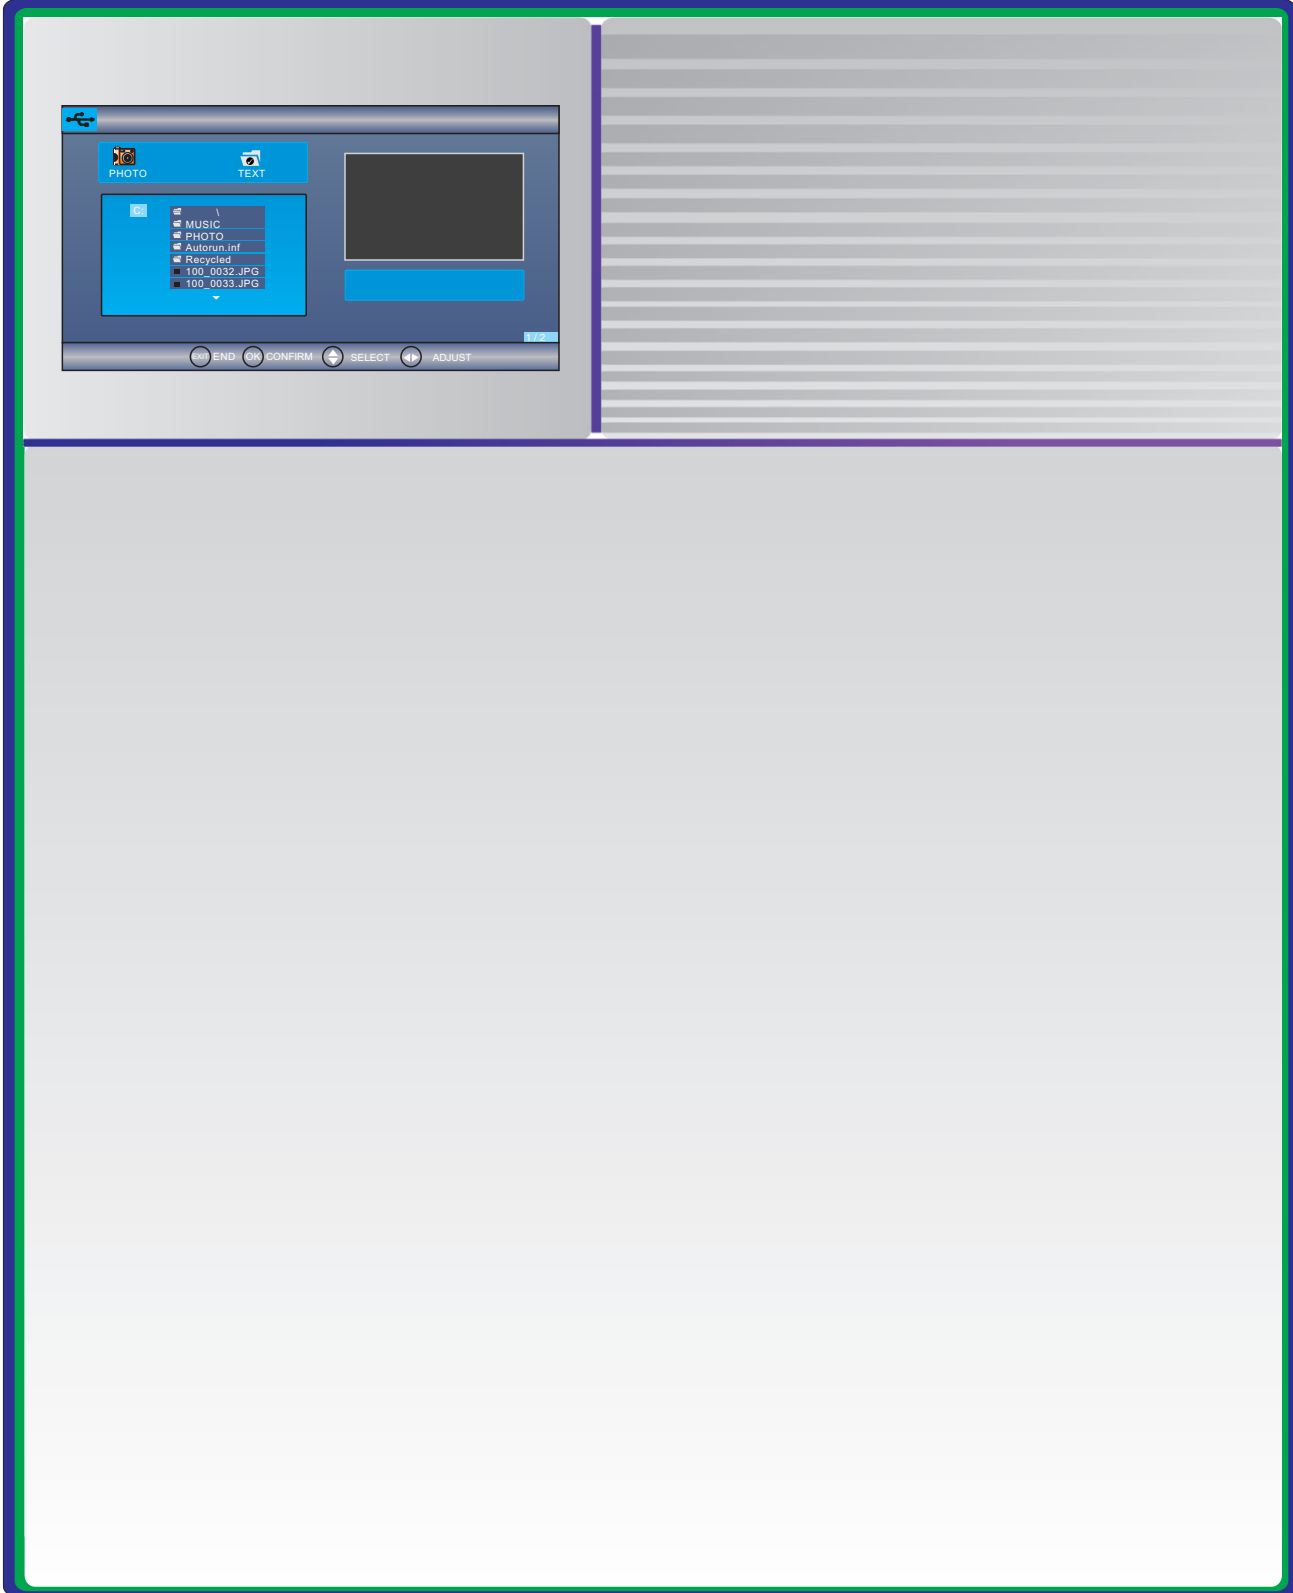 PHOTO TEXT
C: \
MUSIC
PHOTO
Autorun.inf
Recycled
100_0032.JPG
100_0033.JPG
1 / 2
EXIT END OK CONFIRM SELECT ADJUST